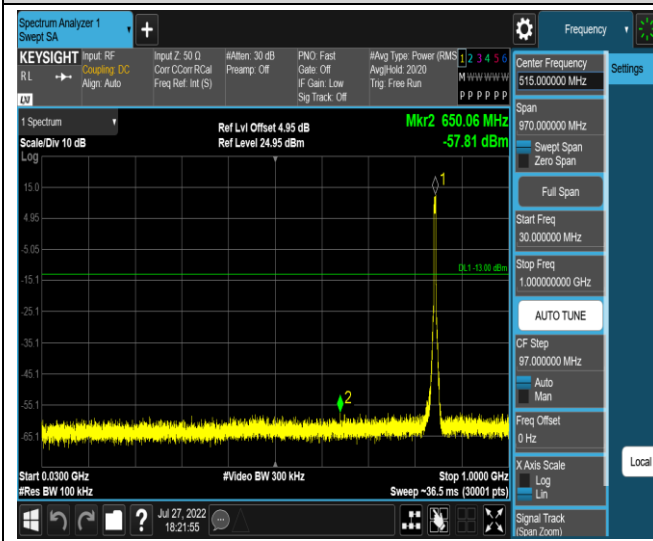 Spectrum Analyzer 1
Swept SA
Frequency
KEYSIGHT
RL
LXI
Input: RF
Coupling: DC
Align: Auto
Input Z: 50 Ω
Corr CCorr RCal
Freq Ref: Int (S)
#Atten: 30 dB
Preamp: Off
PNO: Fast
Gate: Off
IF Gain: Low
Sig Track: Off
#Avg Type: Power (RMS)
Avg|Hold: 20/20
Trig: Free Run
1 2 3 4 5 6
M W W W W W
P P P P P P
1 Spectrum
Scale/Div 10 dB
Log
Ref Lvl Offset 4.95 dB
Ref Level 24.95 dBm
Mkr2 650.06 MHz
-57.81 dBm
15.0
4.95
-5.05
-15.1
-25.1
-35.1
-45.1
-55.1
-65.1
1
DL1 -13.00 dBm
2
Start 0.0300 GHz
#Res BW 100 kHz
#Video BW 300 kHz
Stop 1.0000 GHz
Sweep ~36.5 ms (30001 pts)
?
Jul 27, 2022
18:21:55
Center Frequency
515.000000 MHz
Span
970.000000 MHz
Swept Span
Zero Span
Full Span
Start Freq
30.000000 MHz
Stop Freq
1.000000000 GHz
AUTO TUNE
CF Step
97.000000 MHz
Auto
Man
Freq Offset
0 Hz
X Axis Scale
Log
Lin
Signal Track
(Span Zoom)
Settings
Local